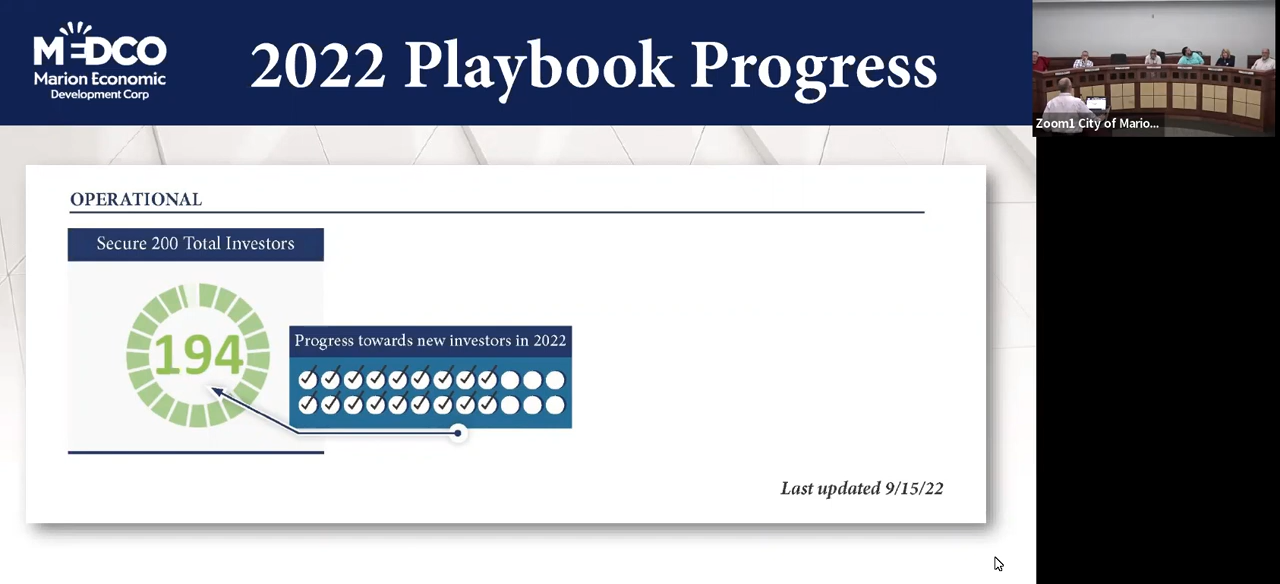 MEDCO
Marion Economic
Development Corp
2022 Playbook Progress
Zoom1 City of Mario...
OPERATIONAL
Secure 200 Total Investors
194
Progress towards new investors in 2022
Last updated 9/15/22